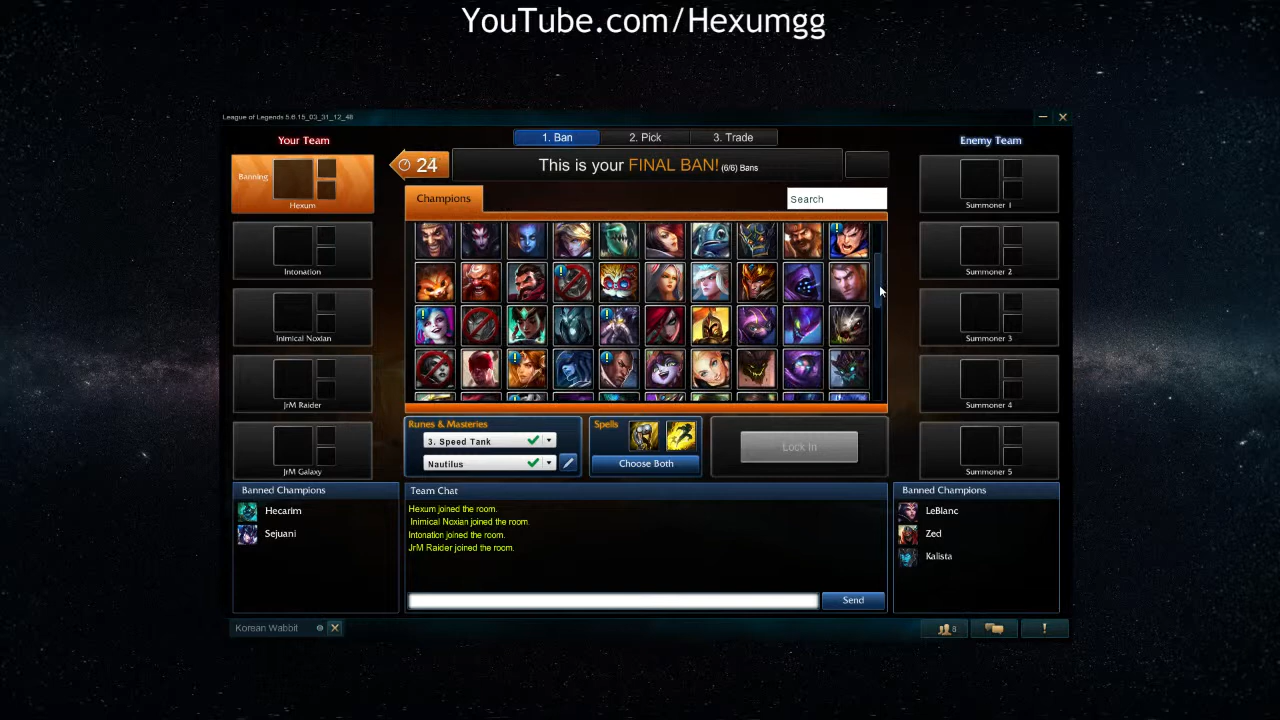 YouTube.com/Hexumgg
League of Legends 5.6.15_03_31_12_48
Your Team
1. Ban
2. Pick
3. Trade
Enemy Team
24
This is your FINAL BAN! (6/6) Bans
Banning
Hexum
Champions
Search
Summoner 1
Intonation
Summoner 2
Inimical Noxian
Summoner 3
JrM Raider
Summoner 4
JrM Galaxy
Summoner 5
Runes & Masteries
3. Speed Tank
Nautilus
Spells
Choose Both
Lock In
Banned Champions
Hecarim
Sejuani
Team Chat
Hexum joined the room.
Inimical Noxian joined the room.
Intonation joined the room.
JrM Raider joined the room.
Send
Banned Champions
LeBlanc
Zed
Kalista
Korean Wabbit
8